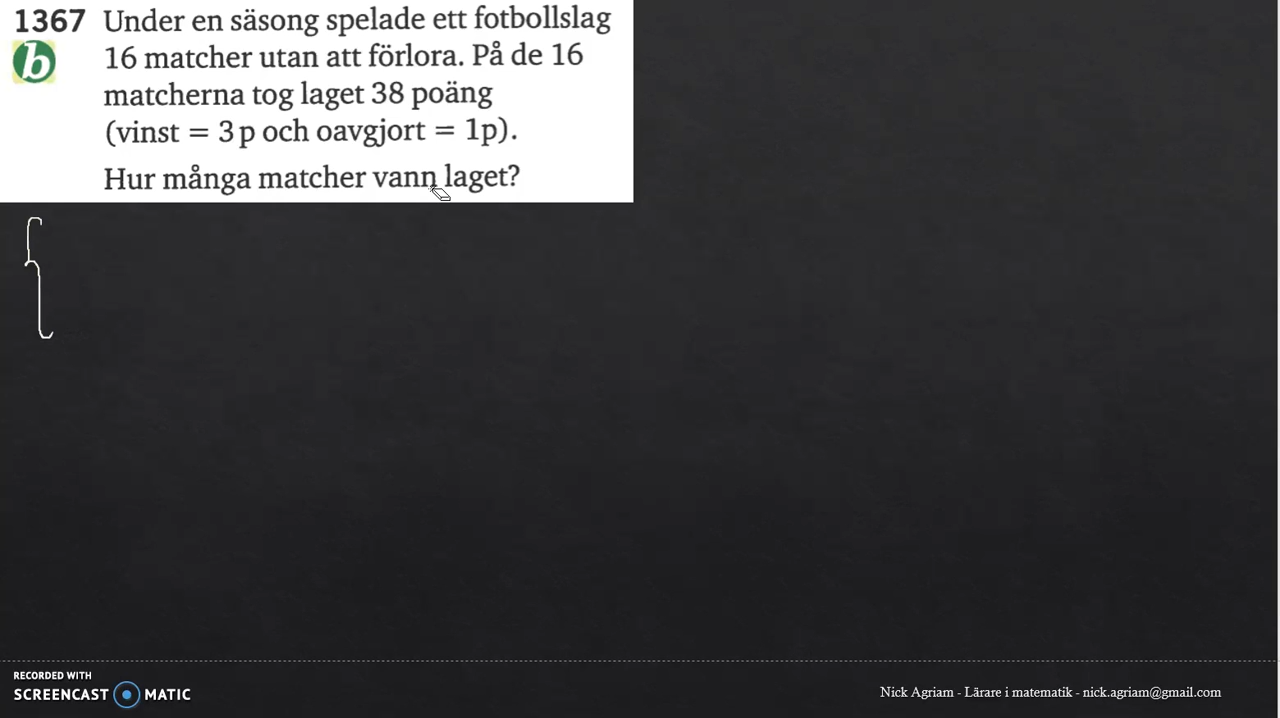 1367 Under en säsong spelade ett fotbollslag
b 16 matcher utan att förlora. På de 16
matcherna tog laget 38 poäng
(vinst = 3 p och oavgjort = 1p).
Hur många matcher vann laget?
{
RECORDED WITH
SCREENCAST MATIC
Nick Agriam - Lärare i matematik - nick.agriam@gmail.com